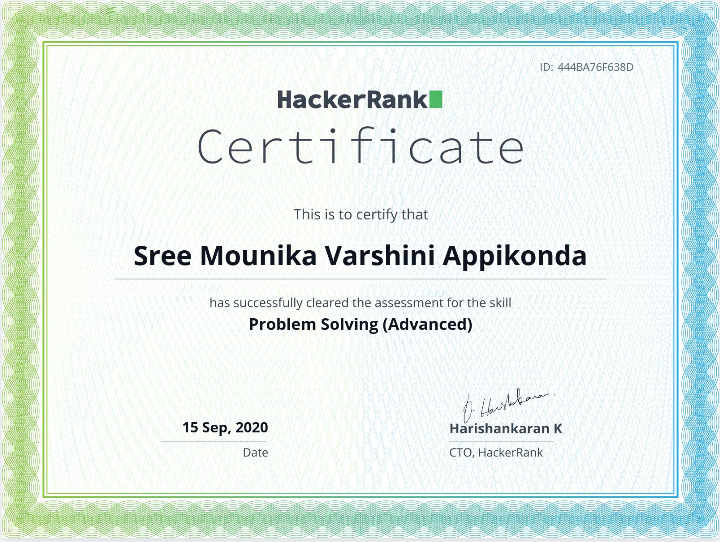 ID: 444BA76F638D
HackerRank
Certificate
This is to certify that
Sree Mounika Varshini Appikonda
has successfully cleared the assessment for the skill
Problem Solving (Advanced)
15 Sep, 2020
Date
Harishankaran K
CTO, HackerRank